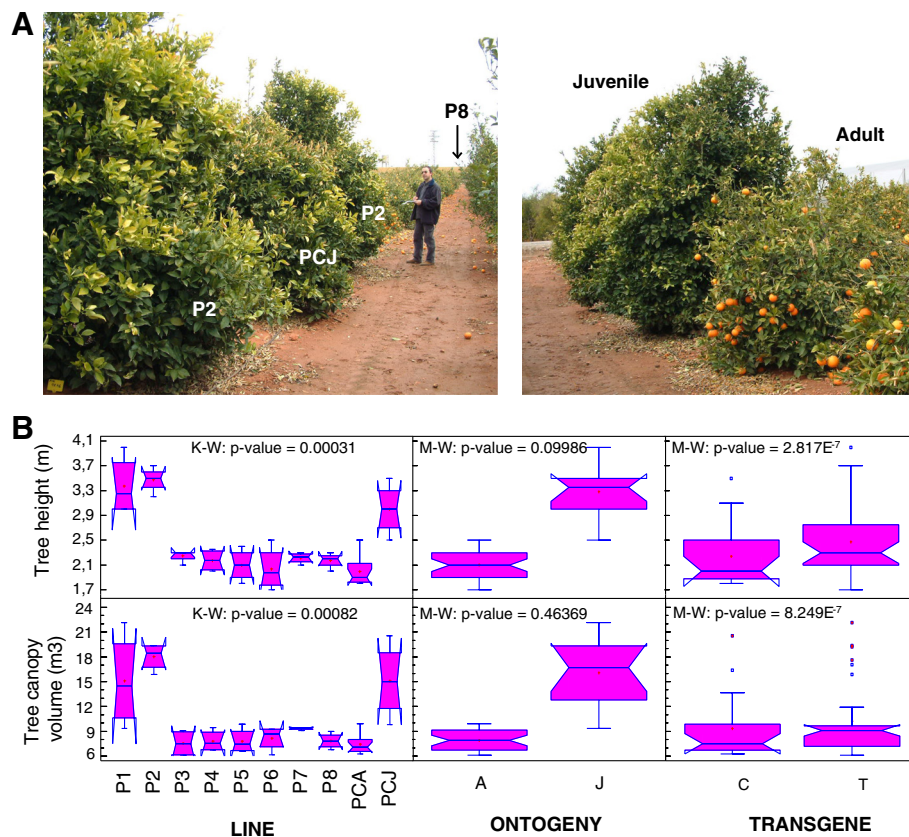 A
P8
P2
PCJ
P2
Juvenile
Adult
B
Tree height (m)
4,1
3,7
3,3
2,9
2,5
2,1
1,7
K-W: p-value = 0.00031
M-W: p-value = 0.09986
M-W: p-value = 2.817E-7
Tree canopy
volume (m3)
24
21
18
15
12
9
6
K-W: p-value = 0.00082
M-W: p-value = 0.46369
M-W: p-value = 8.249E-7
P1 P2 P3 P4 P5 P6 P7 P8 PCA PCJ
A J
C T
LINE
ONTOGENY
TRANSGENE